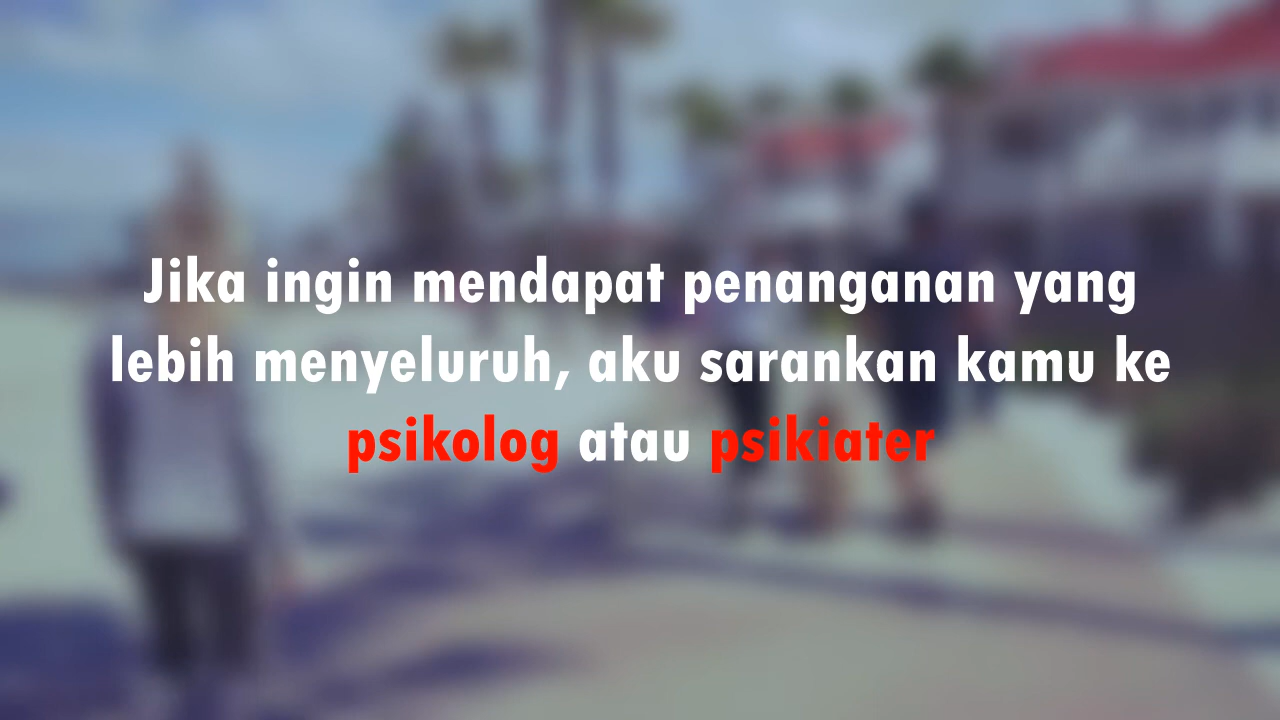 Jika ingin mendapat penanganan yang
lebih menyeluruh, aku sarankan kamu ke
psikolog atau psikiater